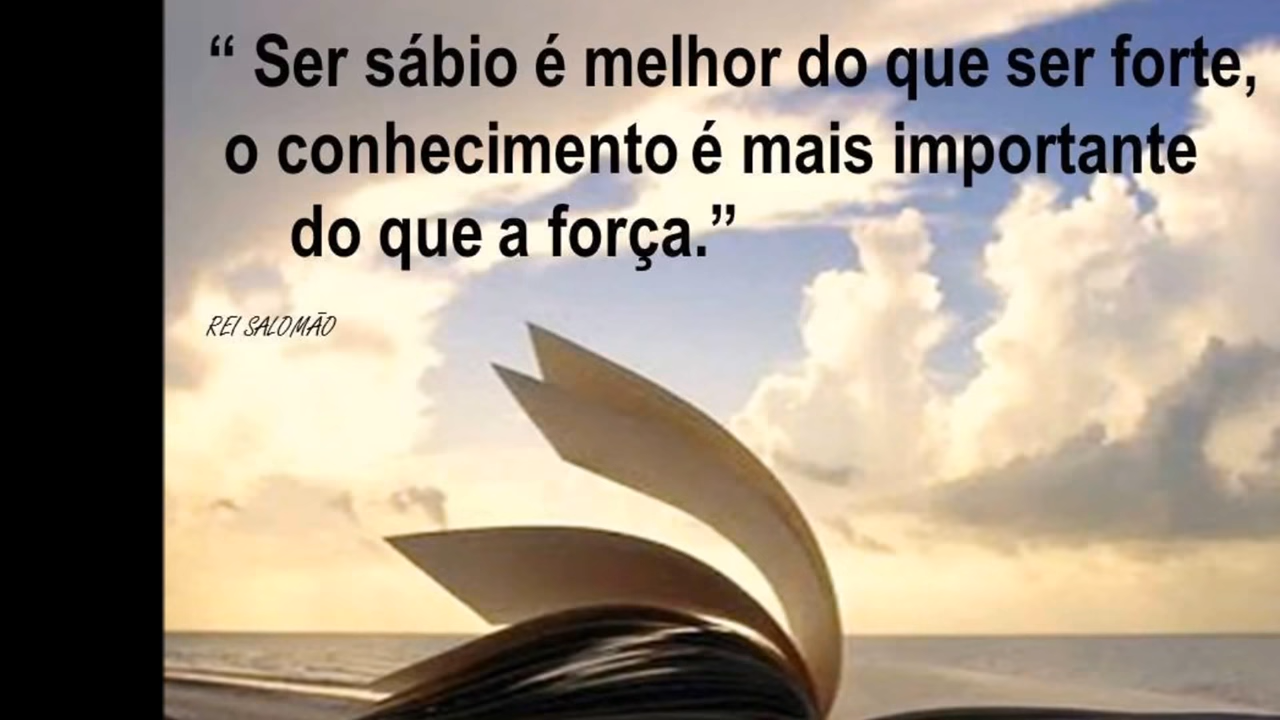 “ Ser sábio é melhor do que ser forte,
o conhecimento é mais importante
do que a força.”
REI SALOMÃO